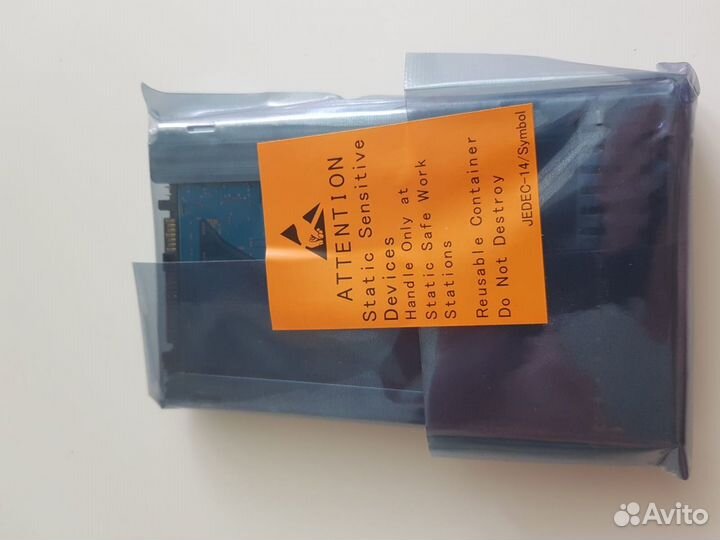 ATTENTION
Static Sensitive
Devices
Handle Only at
Static Safe Work
Stations
Reusable Container
Do Not Destroy
JEDEC-14/Symbol
Avito